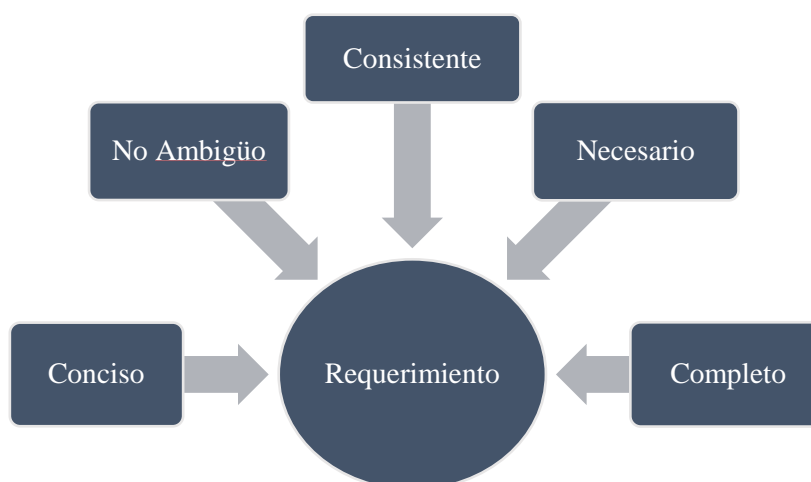 Consistente
No Ambigüo
Necesario
Conciso
Requerimiento
Completo